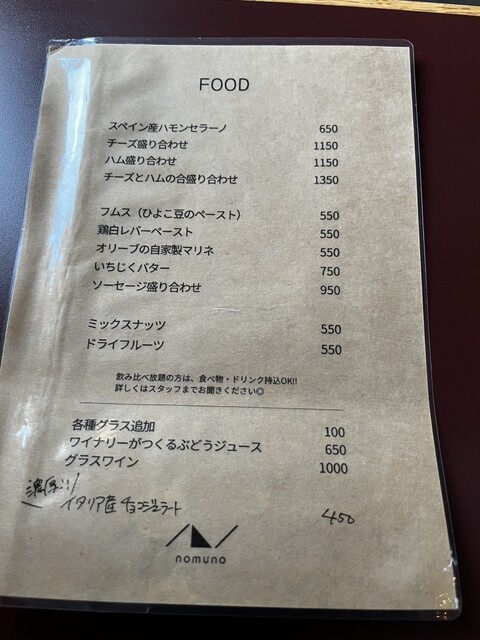 FOOD
スペイン産ハモンセラーノ 650
チーズ盛り合わせ 1150
ハム盛り合わせ 1150
チーズとハムの合盛り合わせ 1350
フムス（ひよこ豆のペースト） 550
鶏白レバーペースト 550
オリーブの自家製マリネ 550
いちじくバター 750
ソーセージ盛り合わせ 950
ミックスナッツ 550
ドライフルーツ 550
飲み比べ放題の方は、食べ物・ドリンク持込OK!!
詳しくはスタッフまでお聞きください◎
各種グラス追加 100
ワイナリーがつくるぶどうジュース 650
グラスワイン 1000
濃厚!!
イタリア産 チョコジェラート 450
nomuno